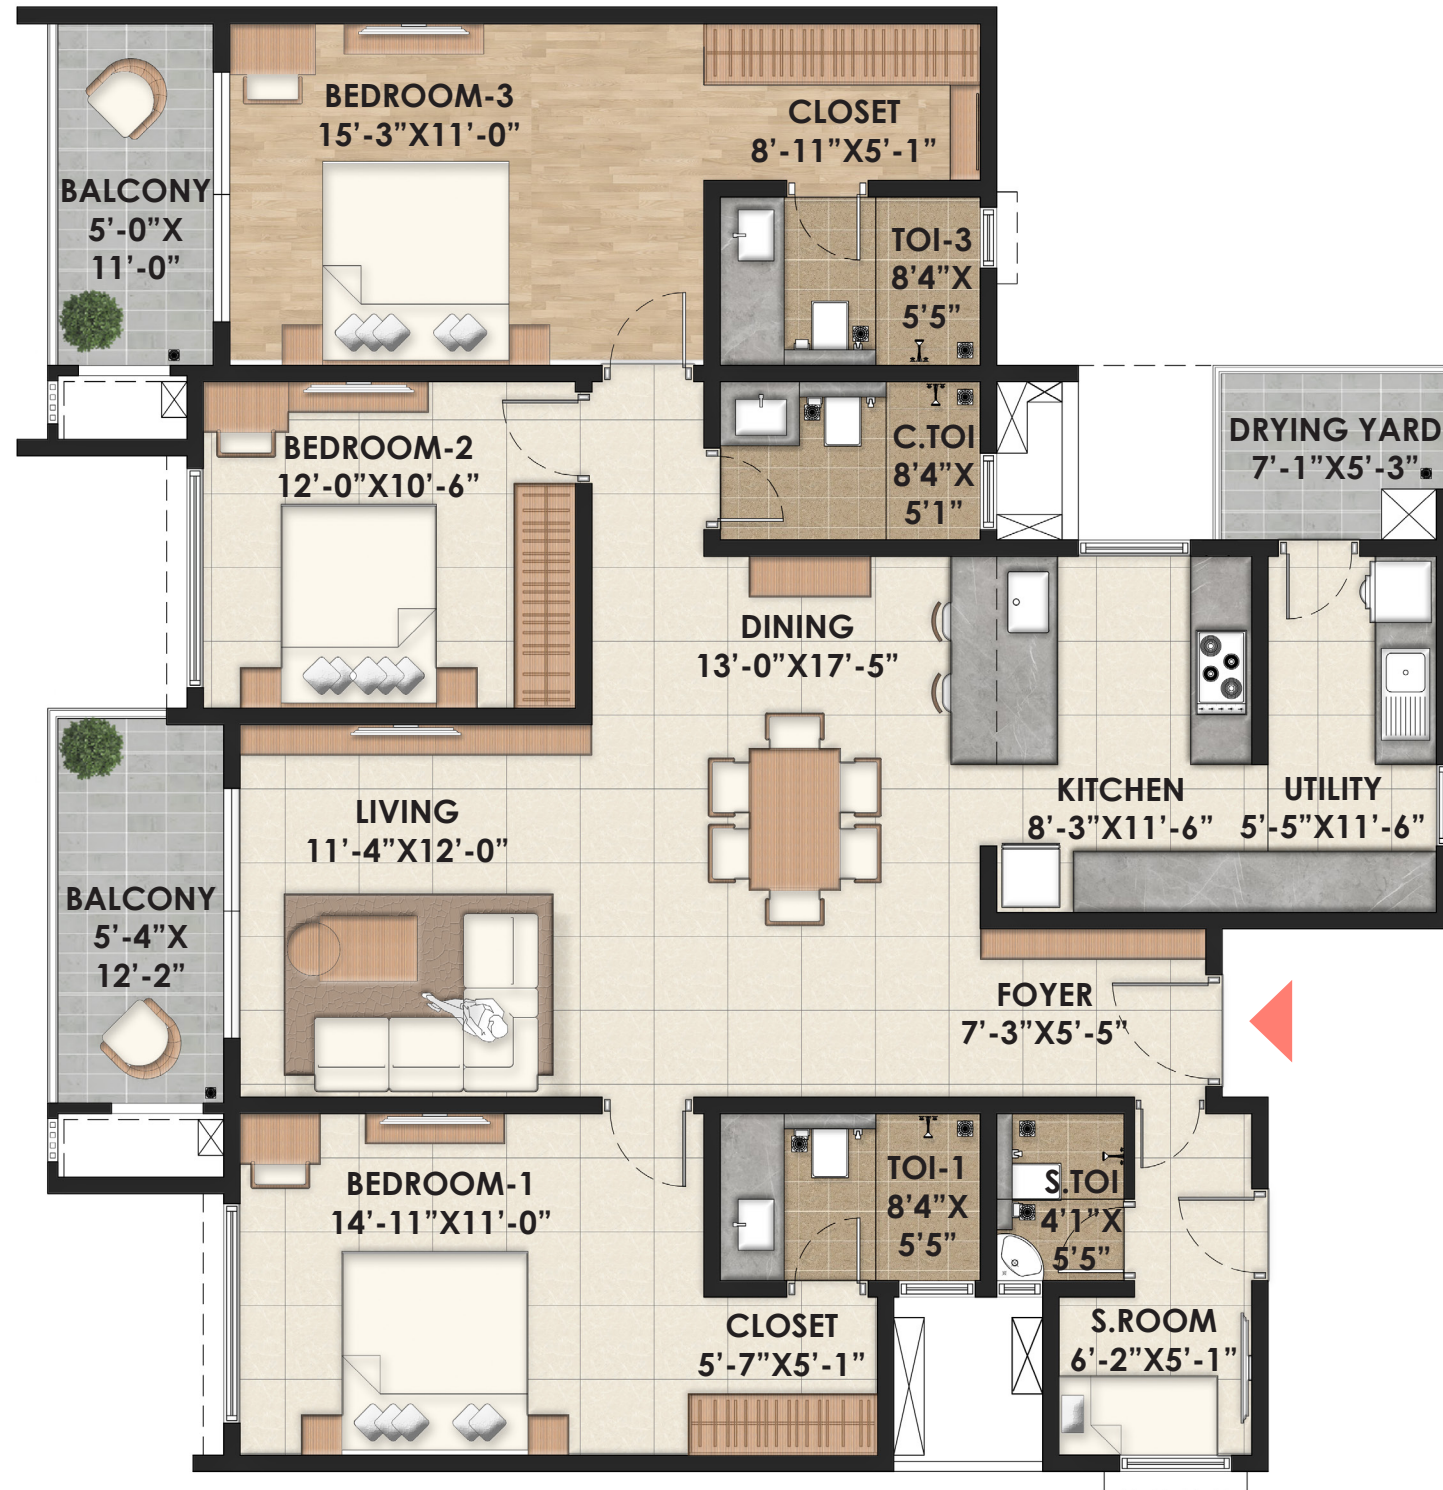 BEDROOM-3
15’-3”X11’-0”
CLOSET
8’-11”X5’-1”
BALCONY
5’-0”X
11’-0”
TOI-3
8’4”X
5’5”
BEDROOM-2
12’-0”X10’-6”
C.TOI
8’4”X
5’1”
DRYING YARD
7’-1”X5’-3”
DINING
13’-0”X17’-5”
KITCHEN
8’-3”X11’-6”
UTILITY
5’-5”X11’-6”
LIVING
11’-4”X12’-0”
BALCONY
5’-4”X
12’-2”
FOYER
7’-3”X5’-5”
BEDROOM-1
14’-11”X11’-0”
TOI-1
8’4”X
5’5”
S.TOI
4’1”X
5’5”
CLOSET
5’-7”X5’-1”
S.ROOM
6’-2”X5’-1”